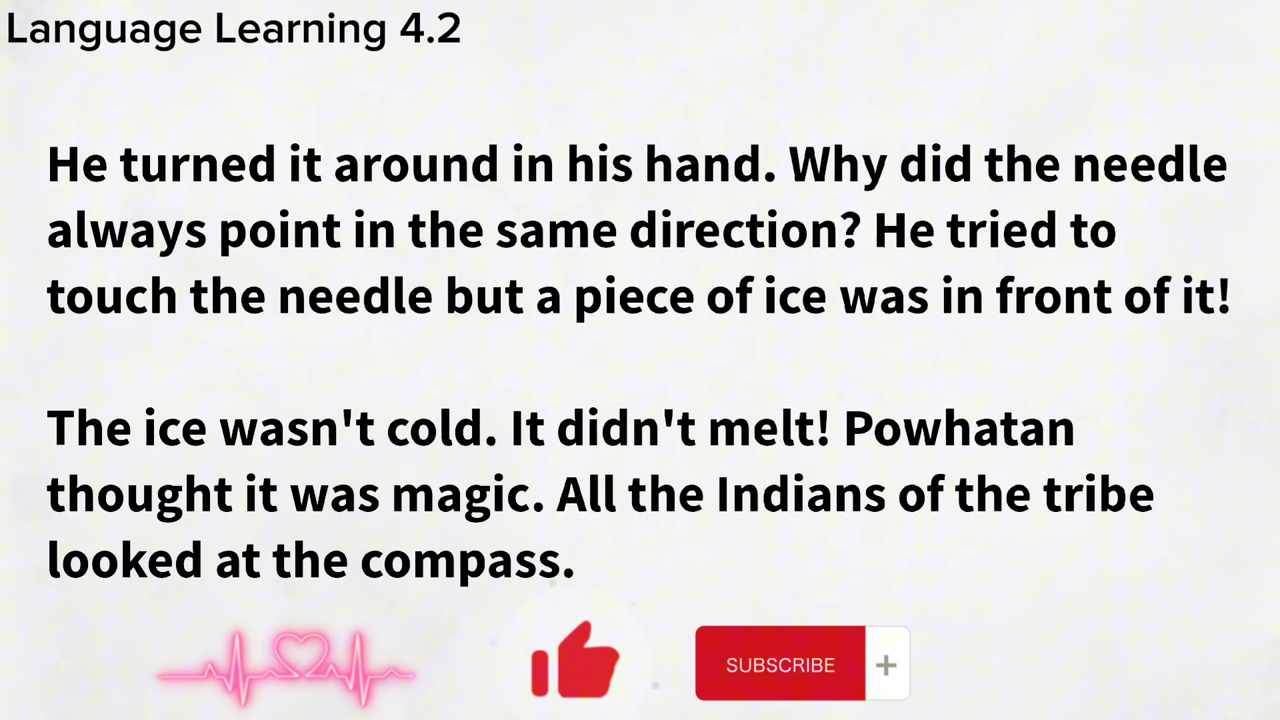 Language Learning 4.2
He turned it around in his hand. Why did the needle
always point in the same direction? He tried to
touch the needle but a piece of ice was in front of it!
The ice wasn't cold. It didn't melt! Powhatan
thought it was magic. All the Indians of the tribe
looked at the compass.
SUBSCRIBE +